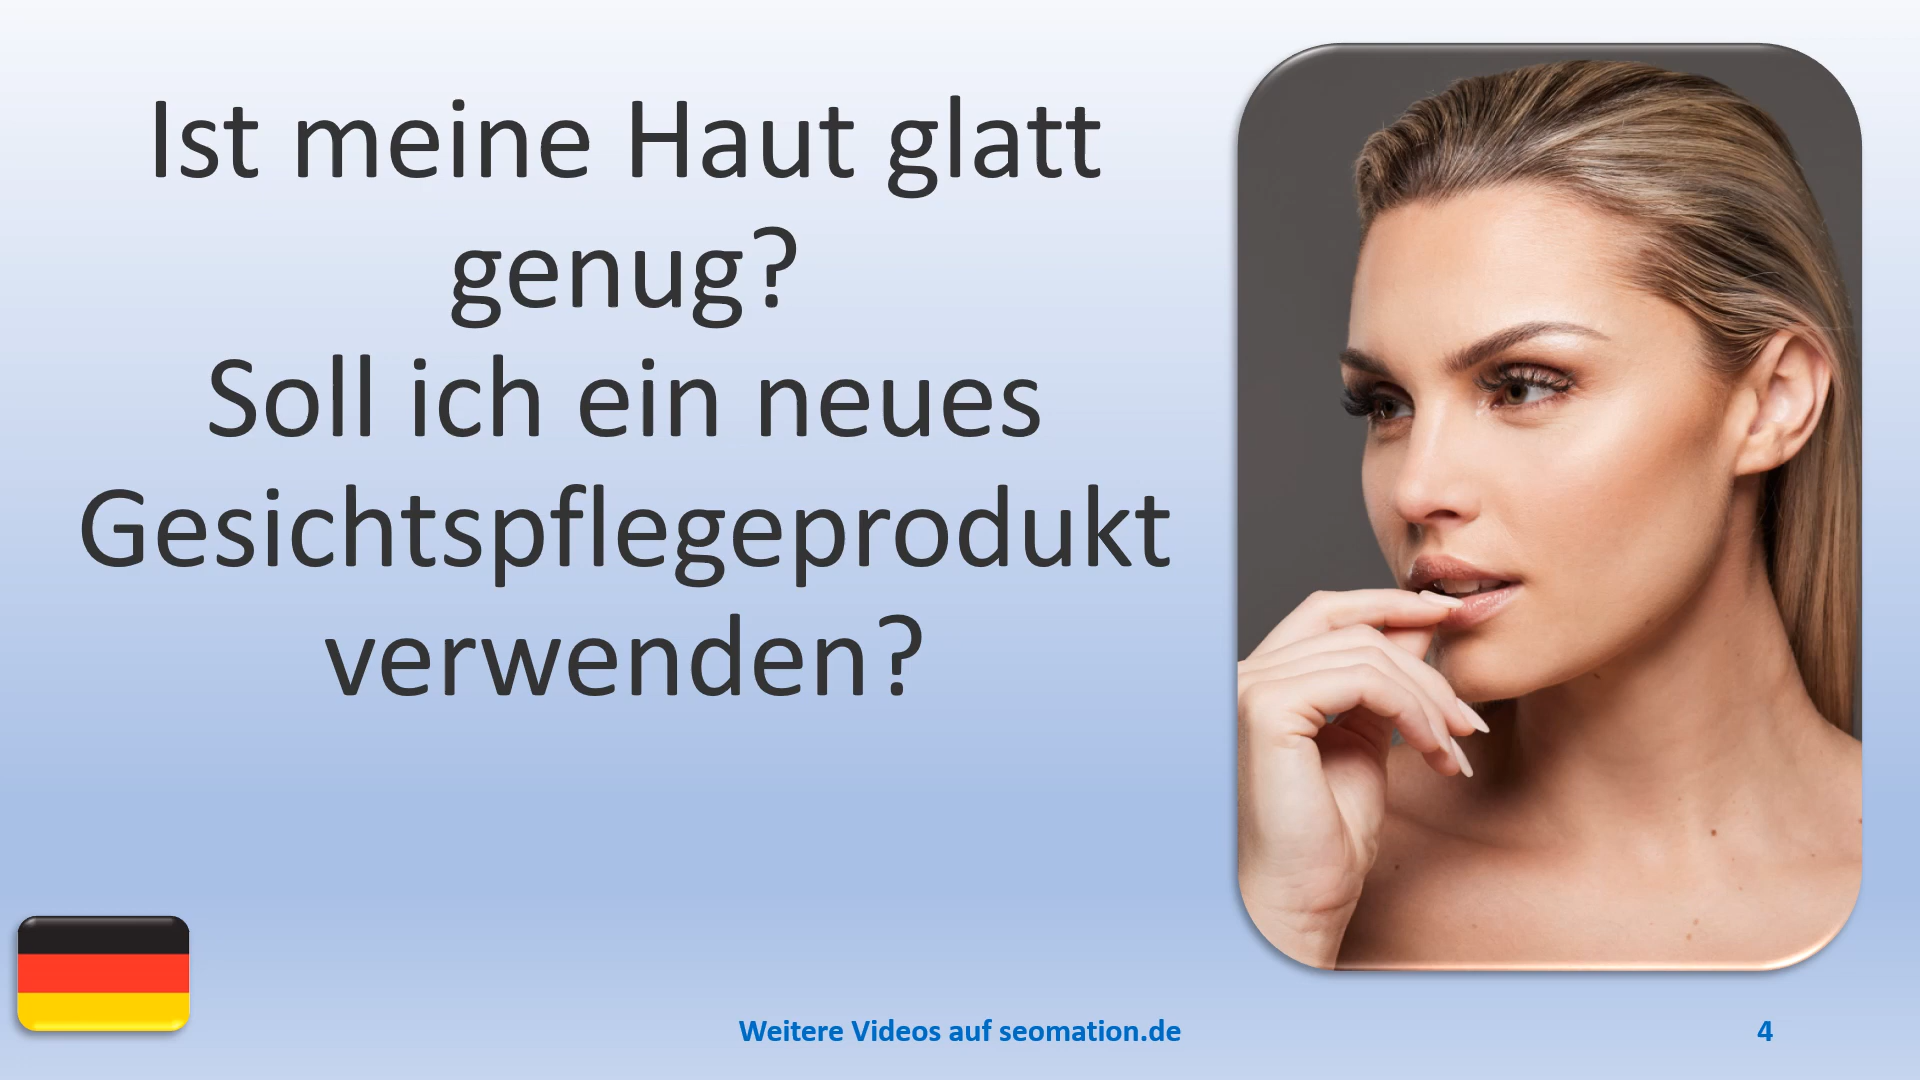 Ist meine Haut glatt
genug?
Soll ich ein neues
Gesichtspflegeprodukt
verwenden?
Weitere Videos auf seomation.de
4